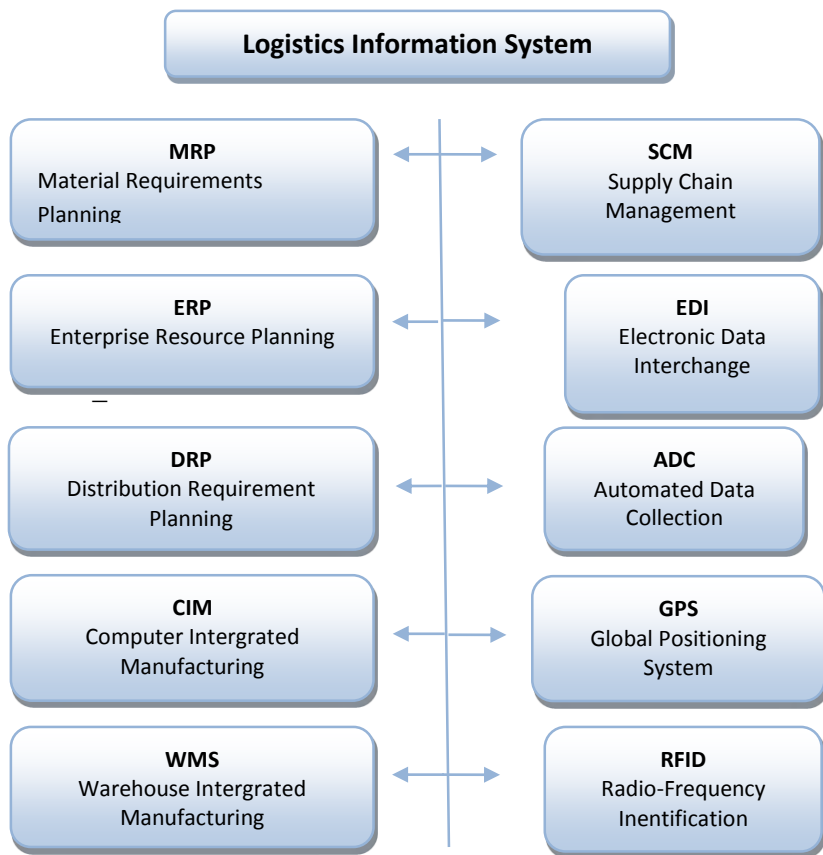 Logistics Information System
MRP
Material Requirements
Planning
SCM
Supply Chain
Management
ERP
Enterprise Resource Planning
EDI
Electronic Data
Interchange
DRP
Distribution Requirement
Planning
ADC
Automated Data
Collection
CIM
Computer Intergrated
Manufacturing
GPS
Global Positioning
System
WMS
Warehouse Intergrated
Manufacturing
RFID
Radio-Frequency
Inentification